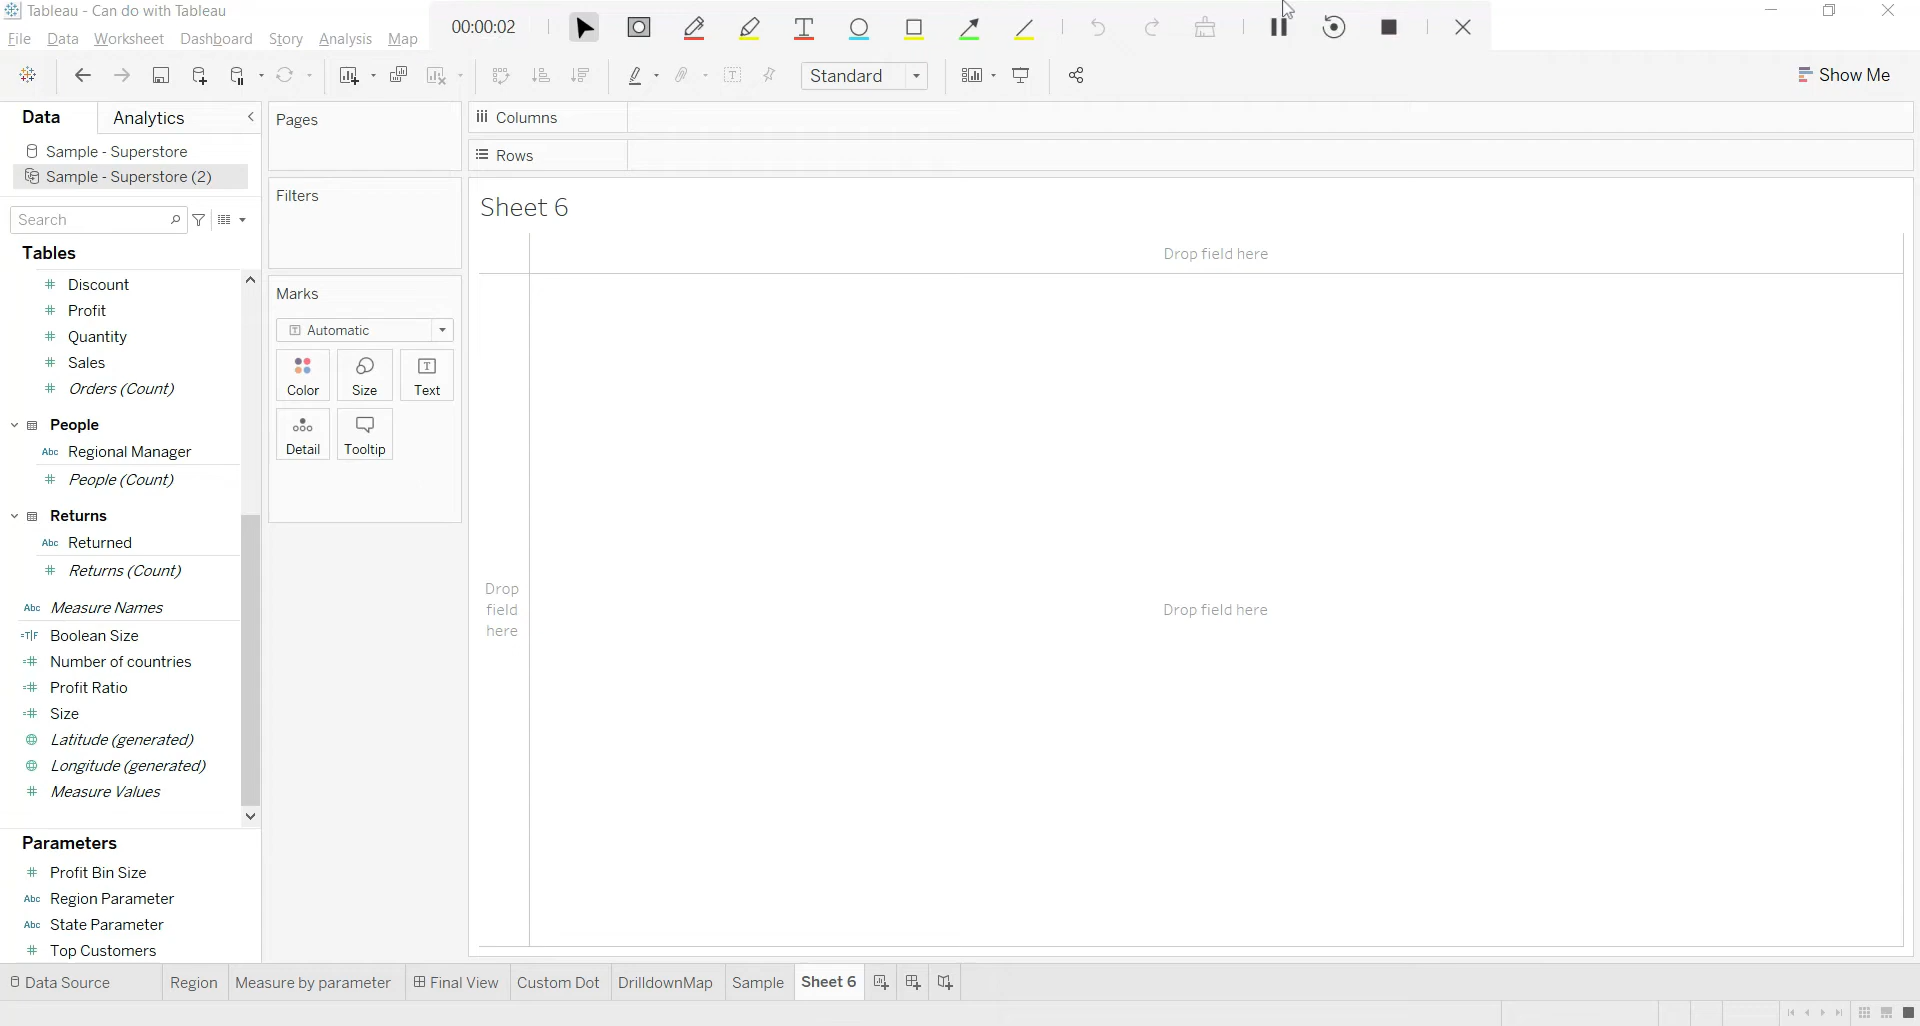 Tableau - Can do with Tableau
00:00:02
File Data Worksheet Dashboard Story Analysis Map
Standard
Show Me
Data
Analytics
Pages
Columns
Sample - Superstore
Rows
Sample - Superstore (2)
Filters
Sheet 6
Search
Tables
Drop field here
Discount
Marks
Profit
Automatic
Quantity
Sales
Color Size Text
Orders (Count)
People
Detail Tooltip
Abc Regional Manager
People (Count)
Returns
Abc Returned
Returns (Count)
Drop
field
here
Drop field here
Abc Measure Names
=T|F Boolean Size
Number of countries
Profit Ratio
Size
Latitude (generated)
Longitude (generated)
Measure Values
Parameters
Profit Bin Size
Abc Region Parameter
Abc State Parameter
Top Customers
Data Source Region Measure by parameter Final View Custom Dot DrilldownMap Sample Sheet 6